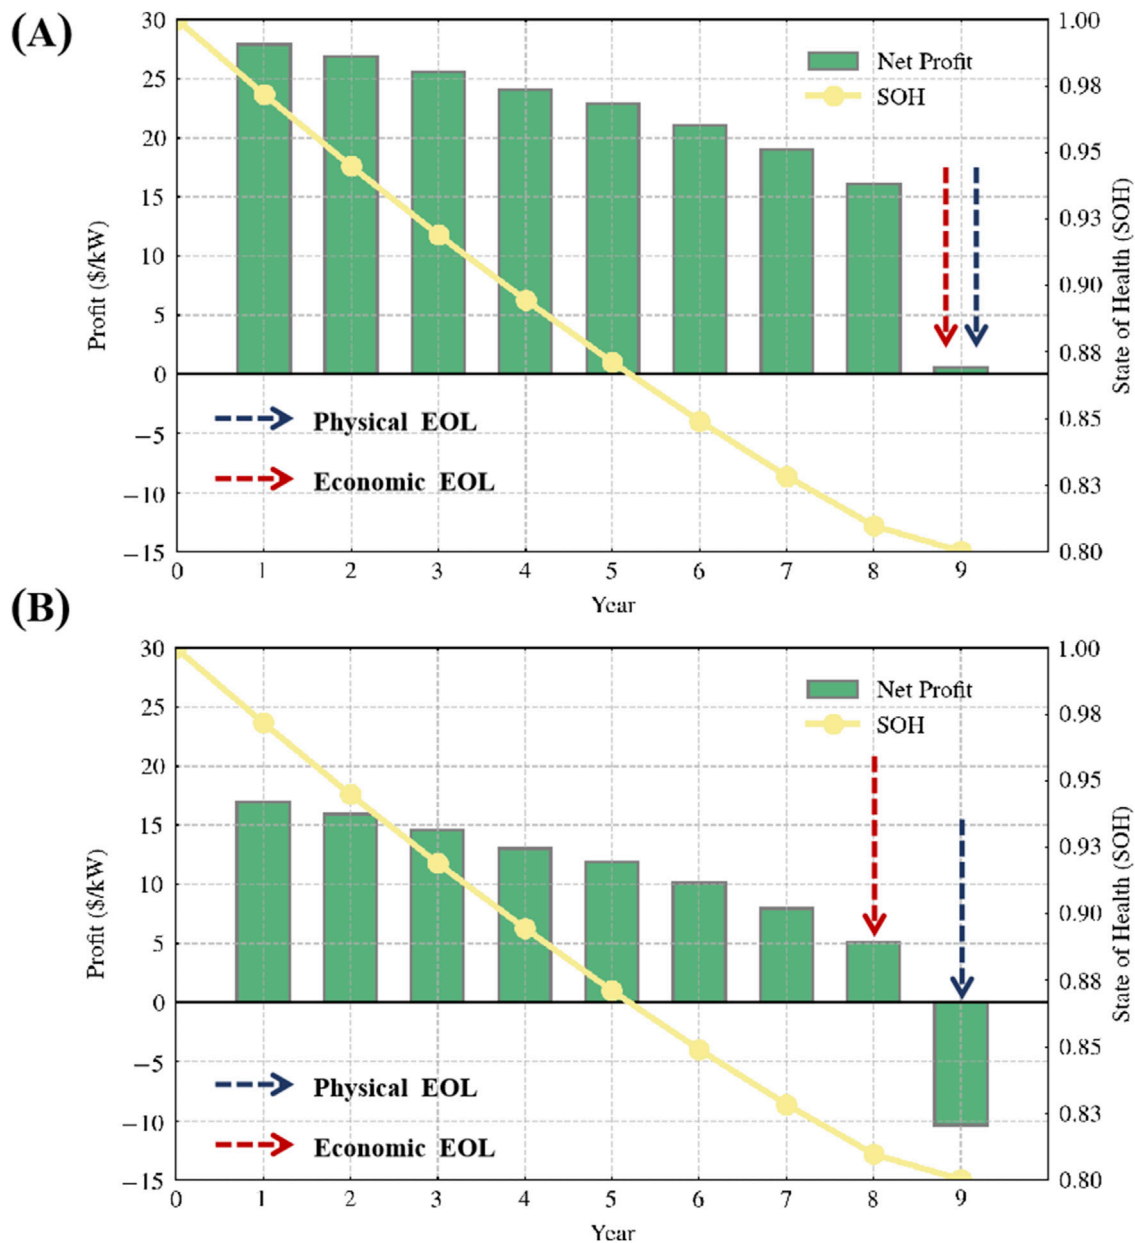 (A)
30
25
20
15
10
5
0
−5
−10
−15
Profit ($/kW)
1.00
0.98
0.95
0.93
0.90
0.88
0.85
0.83
0.80
State of Health (SOH)
Net Profit
SOH
Physical EOL
Economic EOL
0 1 2 3 4 5 6 7 8 9
Year
(B)
30
25
20
15
10
5
0
−5
−10
−15
Profit ($/kW)
1.00
0.98
0.95
0.93
0.90
0.88
0.85
0.83
0.80
State of Health (SOH)
Net Profit
SOH
Physical EOL
Economic EOL
0 1 2 3 4 5 6 7 8 9
Year